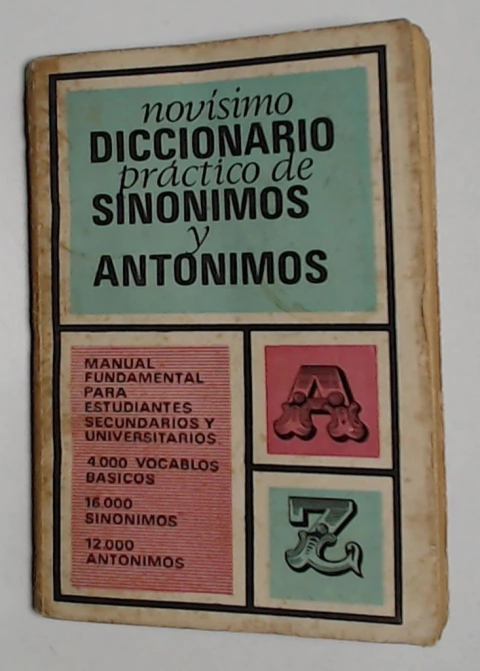 novísimo
DICCIONARIO
práctico de
SINONIMOS
y
ANTONIMOS
MANUAL
FUNDAMENTAL
PARA
ESTUDIANTES
SECUNDARIOS Y
UNIVERSITARIOS
4.000 VOCABLOS
BASICOS
16.000
SINONIMOS
12.000
ANTONIMOS
A
Z